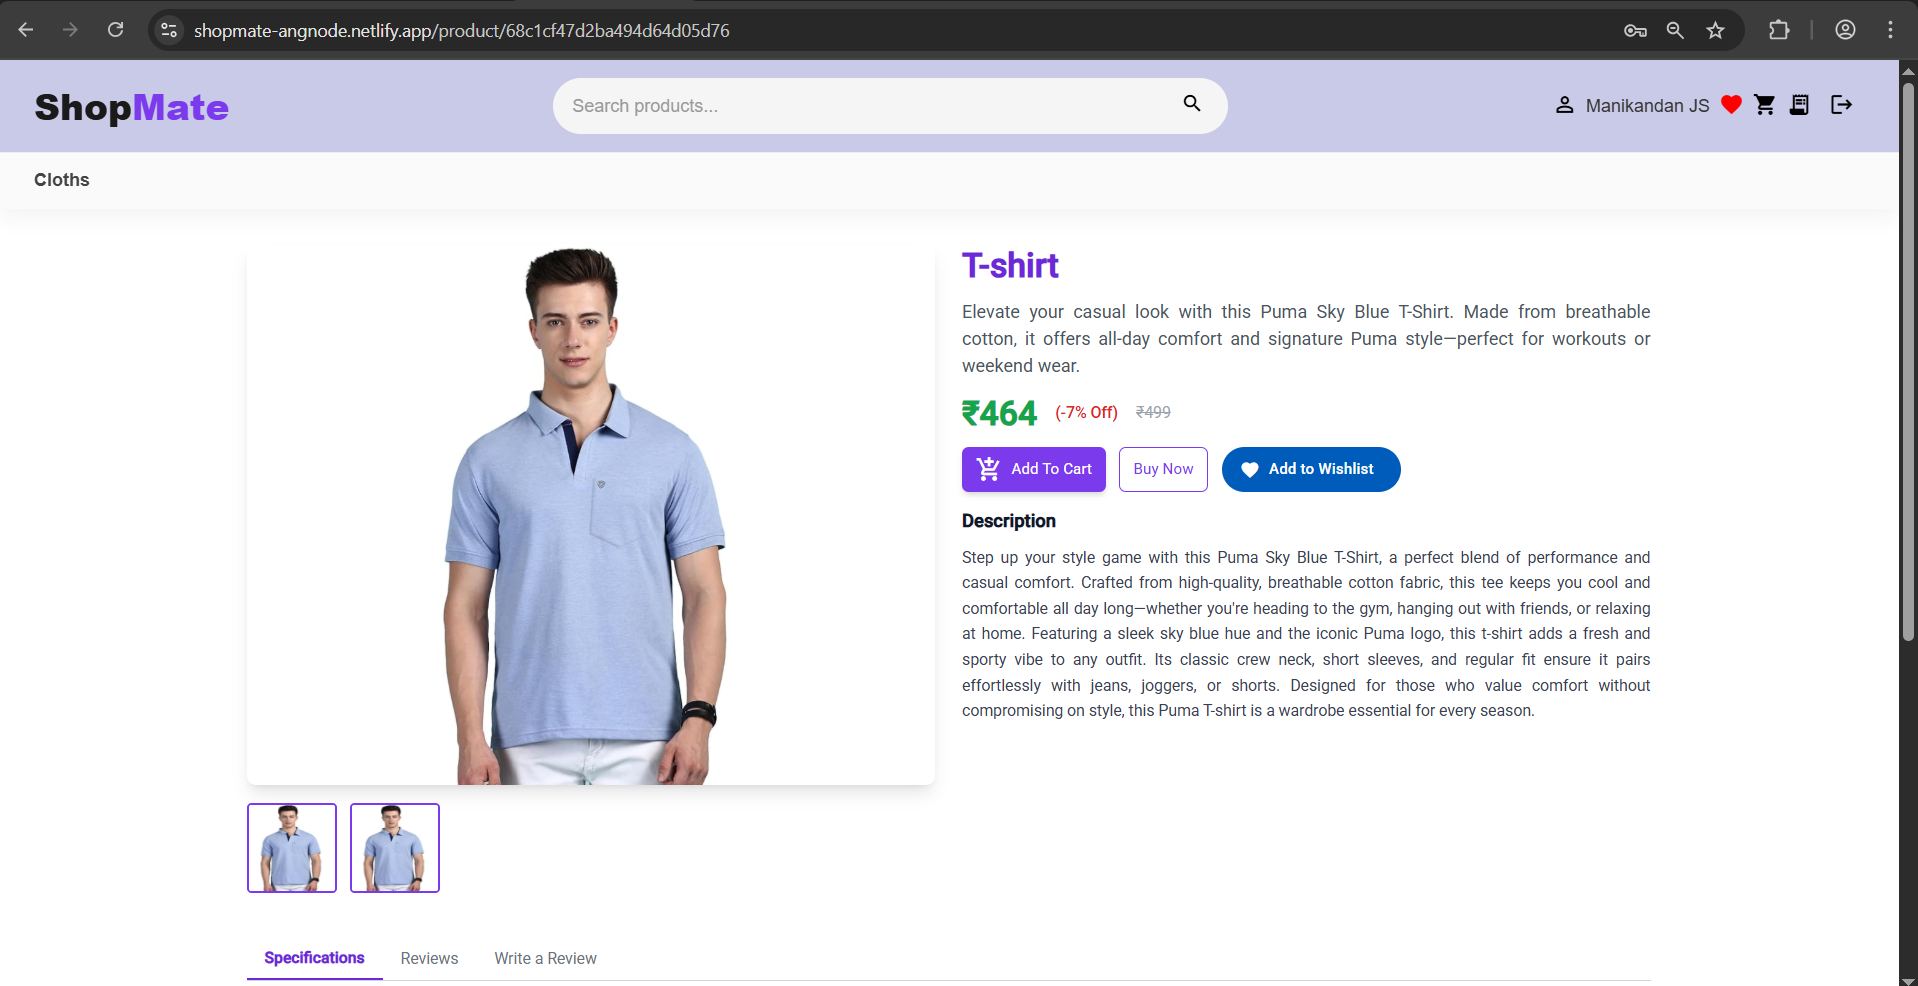 shopmate-angnode.netlify.app/product/68c1cf47d2ba494d64d05d76
ShopMate
Search products...
Manikandan JS
Cloths
T-shirt
Elevate your casual look with this Puma Sky Blue T-Shirt. Made from breathable
cotton, it offers all-day comfort and signature Puma style—perfect for workouts or
weekend wear.
₹464 (-7% Off) ₹499
Add To Cart Buy Now Add to Wishlist
Description
Step up your style game with this Puma Sky Blue T-Shirt, a perfect blend of performance and
casual comfort. Crafted from high-quality, breathable cotton fabric, this tee keeps you cool and
comfortable all day long—whether you're heading to the gym, hanging out with friends, or relaxing
at home. Featuring a sleek sky blue hue and the iconic Puma logo, this t-shirt adds a fresh and
sporty vibe to any outfit. Its classic crew neck, short sleeves, and regular fit ensure it pairs
effortlessly with jeans, joggers, or shorts. Designed for those who value comfort without
compromising on style, this Puma T-shirt is a wardrobe essential for every season.
Specifications Reviews Write a Review